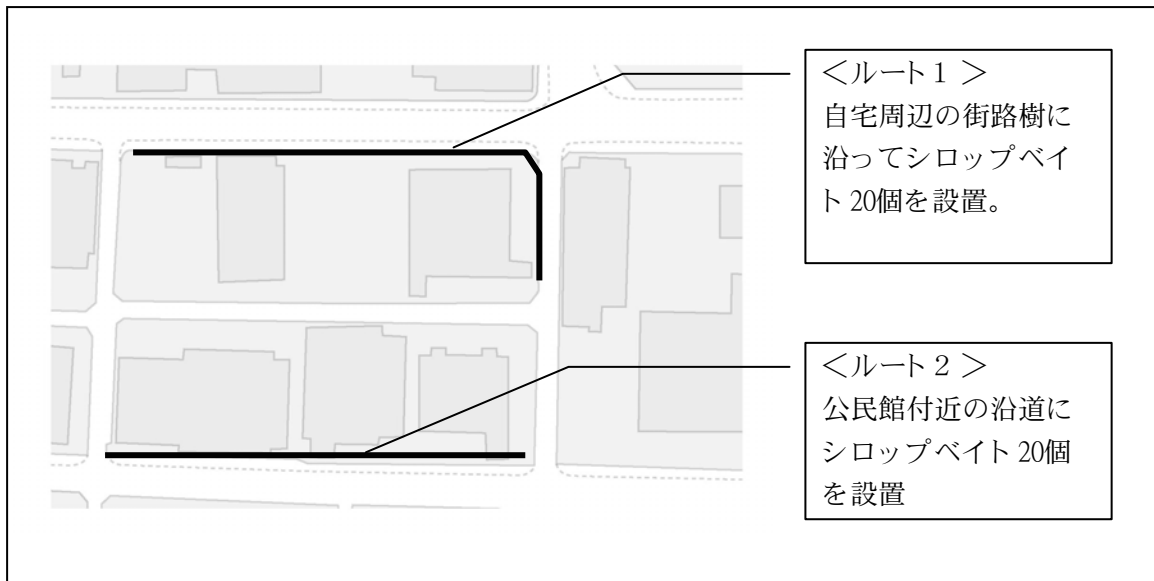 ＜ルート１＞
自宅周辺の街路樹に
沿ってシロップベイ
ト 20個を設置。
＜ルート２＞
公民館付近の沿道に
シロップベイト 20個
を設置